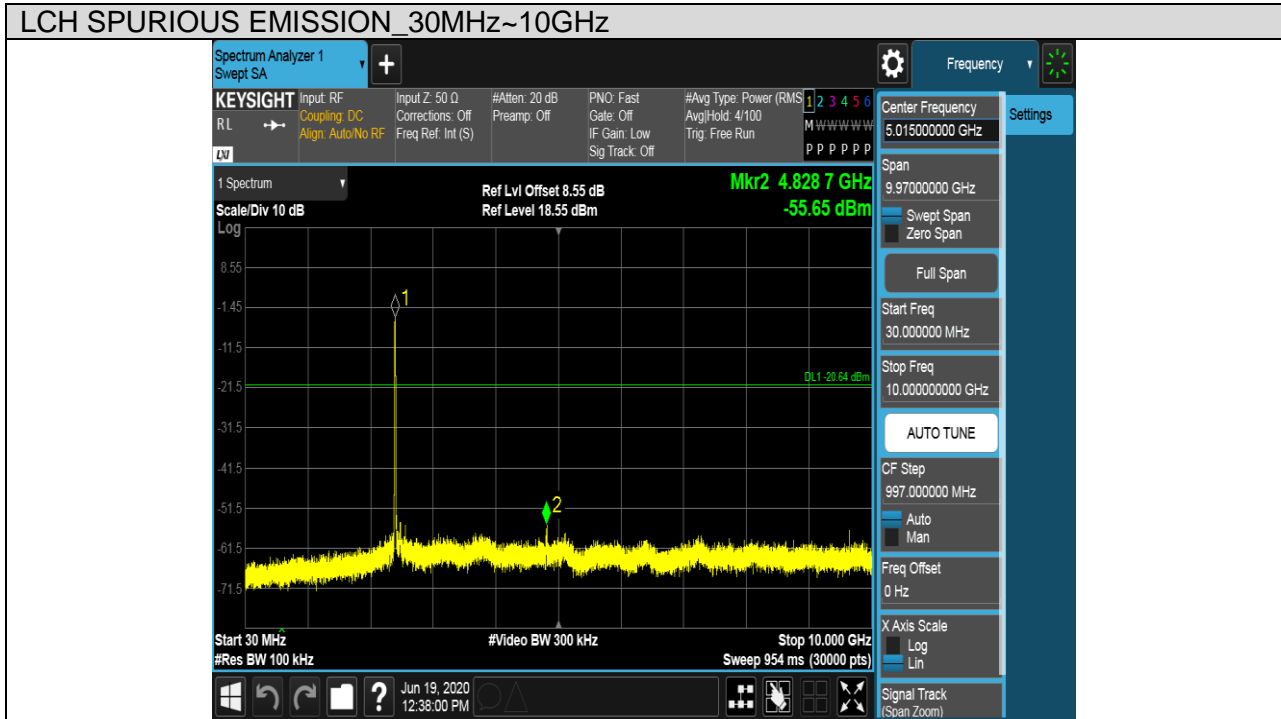 LCH SPURIOUS EMISSION_30MHz~10GHz
Spectrum Analyzer 1
Swept SA
+
Frequency
KEYSIGHT
RL
LXI
Input: RF
Coupling: DC
Align: Auto/No RF
Input Z: 50 Ω
Corrections: Off
Freq Ref: Int (S)
#Atten: 20 dB
Preamp: Off
PNO: Fast
Gate: Off
IF Gain: Low
Sig Track: Off
#Avg Type: Power (RMS
Avg|Hold: 4/100
Trig: Free Run
1 2 3 4 5 6
M W W W W W
P P P P P P
1 Spectrum
Scale/Div 10 dB
Log
Ref Lvl Offset 8.55 dB
Ref Level 18.55 dBm
Mkr2 4.828 7 GHz
-55.65 dBm
8.55
-1.45
-11.5
-21.5
-31.5
-41.5
-51.5
-61.5
-71.5
1
DL1 -20.64 dBm
2
Start 30 MHz
#Res BW 100 kHz
#Video BW 300 kHz
Stop 10.000 GHz
Sweep 954 ms (30000 pts)
?
Jun 19, 2020
12:38:00 PM
Center Frequency
5.015000000 GHz
Settings
Span
9.97000000 GHz
Swept Span
Zero Span
Full Span
Start Freq
30.000000 MHz
Stop Freq
10.000000000 GHz
AUTO TUNE
CF Step
997.000000 MHz
Auto
Man
Freq Offset
0 Hz
X Axis Scale
Log
Lin
Signal Track
(Span Zoom)